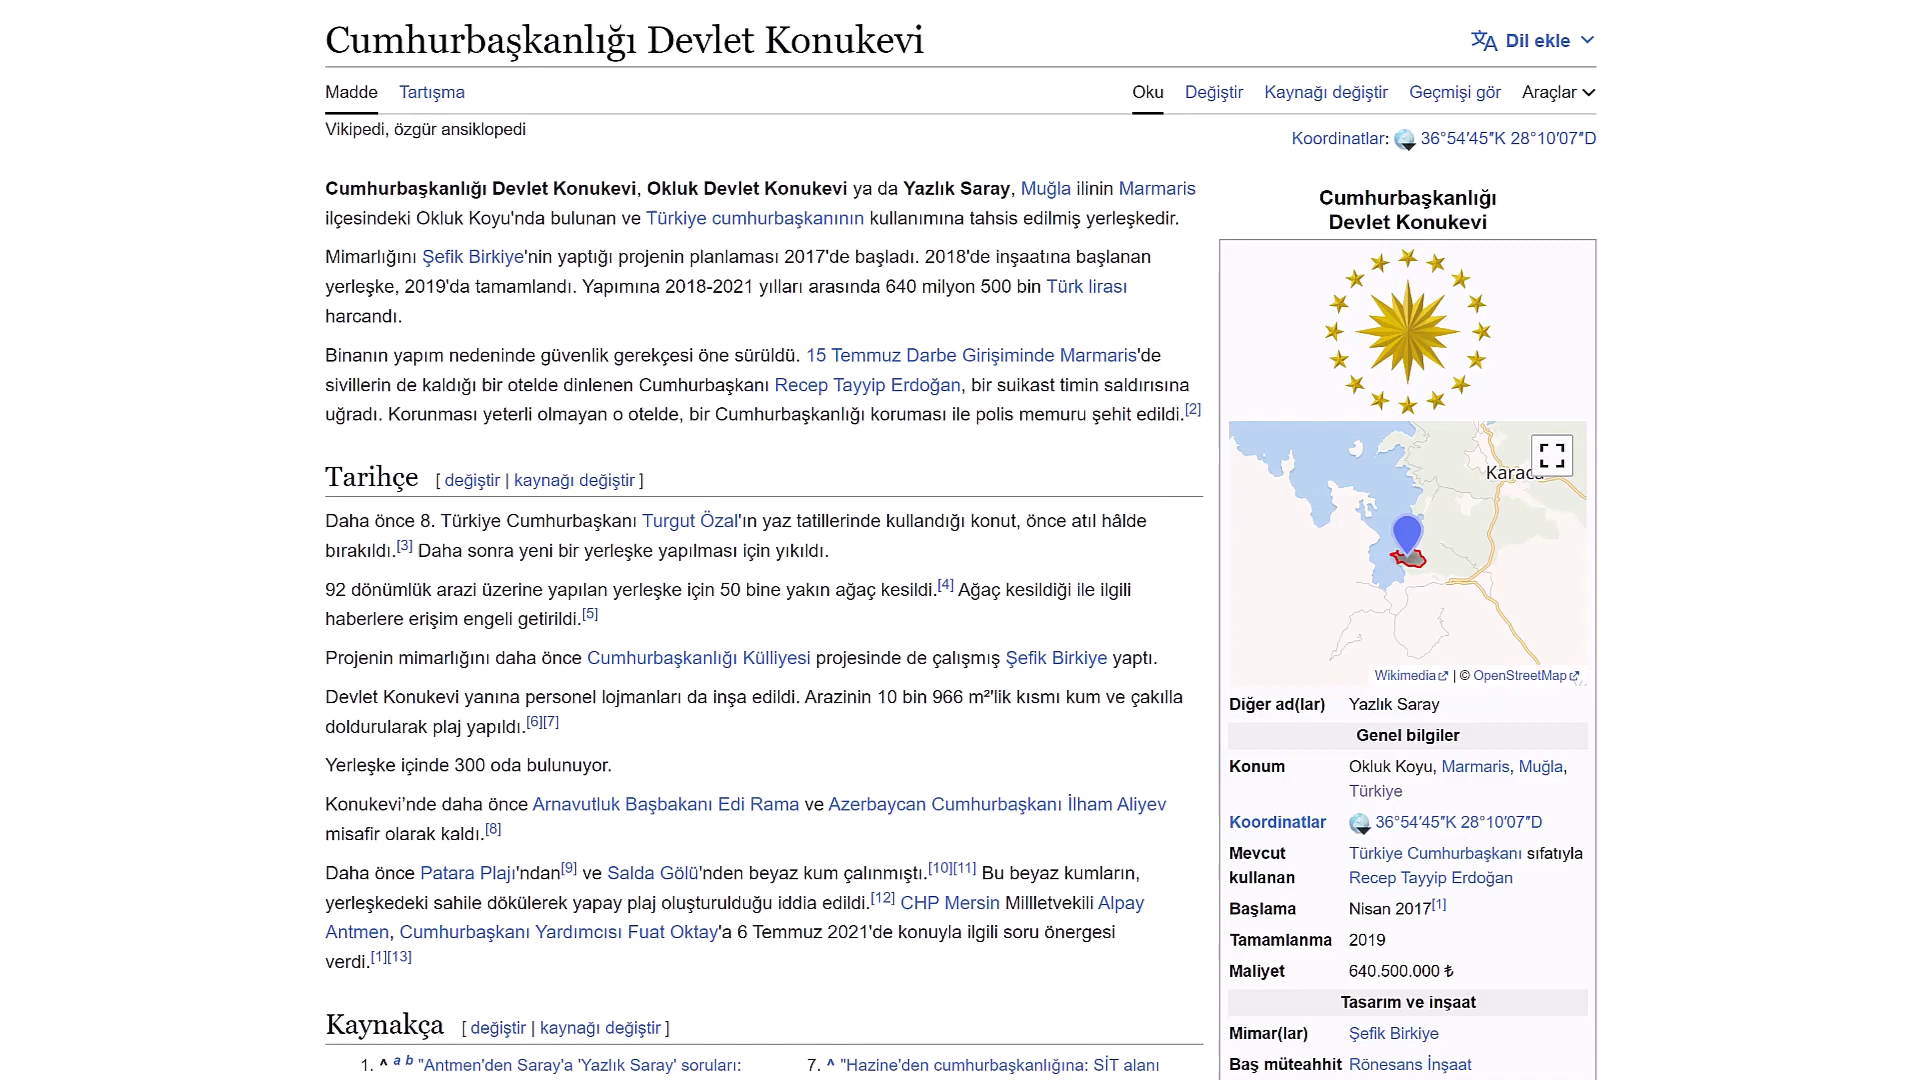 Cumhurbaşkanlığı Devlet Konukevi
Dil ekle
Madde Tartışma
Oku Değiştir Kaynağı değiştir Geçmişi gör Araçlar
Vikipedi, özgür ansiklopedi
Koordinatlar: 36°54′45″K 28°10′07″D
Cumhurbaşkanlığı Devlet Konukevi, Okluk Devlet Konukevi ya da Yazlık Saray, Muğla ilinin Marmaris
ilçesindeki Okluk Koyu'nda bulunan ve Türkiye cumhurbaşkanının kullanımına tahsis edilmiş yerleşkedir.
Mimarlığını Şefik Birkiye'nin yaptığı projenin planlaması 2017'de başladı. 2018'de inşaatına başlanan
yerleşke, 2019'da tamamlandı. Yapımına 2018-2021 yılları arasında 640 milyon 500 bin Türk lirası
harcandı.
Binanın yapım nedeninde güvenlik gerekçesi öne sürüldü. 15 Temmuz Darbe Girişiminde Marmaris'de
sivillerin de kaldığı bir otelde dinlenen Cumhurbaşkanı Recep Tayyip Erdoğan, bir suikast timin saldırısına
uğradı. Korunması yeterli olmayan o otelde, bir Cumhurbaşkanlığı koruması ile polis memuru şehit edildi.[2]
Tarihçe [ değiştir | kaynağı değiştir ]
Daha önce 8. Türkiye Cumhurbaşkanı Turgut Özal'ın yaz tatillerinde kullandığı konut, önce atıl hâlde
bırakıldı.[3] Daha sonra yeni bir yerleşke yapılması için yıkıldı.
92 dönümlük arazi üzerine yapılan yerleşke için 50 bine yakın ağaç kesildi.[4] Ağaç kesildiği ile ilgili
haberlere erişim engeli getirildi.[5]
Projenin mimarlığını daha önce Cumhurbaşkanlığı Külliyesi projesinde de çalışmış Şefik Birkiye yaptı.
Devlet Konukevi yanına personel lojmanları da inşa edildi. Arazinin 10 bin 966 m²'lik kısmı kum ve çakılla
doldurularak plaj yapıldı.[6][7]
Yerleşke içinde 300 oda bulunuyor.
Konukevi’nde daha önce Arnavutluk Başbakanı Edi Rama ve Azerbaycan Cumhurbaşkanı İlham Aliyev
misafir olarak kaldı.[8]
Daha önce Patara Plajı'ndan[9] ve Salda Gölü'nden beyaz kum çalınmıştı.[10][11] Bu beyaz kumların,
yerleşkedeki sahile dökülerek yapay plaj oluşturulduğu iddia edildi.[12] CHP Mersin Millletvekili Alpay
Antmen, Cumhurbaşkanı Yardımcısı Fuat Oktay'a 6 Temmuz 2021'de konuyla ilgili soru önergesi
verdi.[1][13]
Kaynakça [ değiştir | kaynağı değiştir ]
1. ^ a b "Antmen'den Saray'a 'Yazlık Saray' soruları:
7. ^ "Hazine'den cumhurbaşkanlığına: SİT alanı
Cumhurbaşkanlığı
Devlet Konukevi
Karaca
Wikimedia | © OpenStreetMap
Diğer ad(lar) Yazlık Saray
Genel bilgiler
Konum Okluk Koyu, Marmaris, Muğla,
Türkiye
Koordinatlar 36°54′45″K 28°10′07″D
Mevcut Türkiye Cumhurbaşkanı sıfatıyla
kullanan Recep Tayyip Erdoğan
Başlama Nisan 2017[1]
Tamamlanma 2019
Maliyet 640.500.000 ₺
Tasarım ve inşaat
Mimar(lar) Şefik Birkiye
Baş müteahhit Rönesans İnşaat